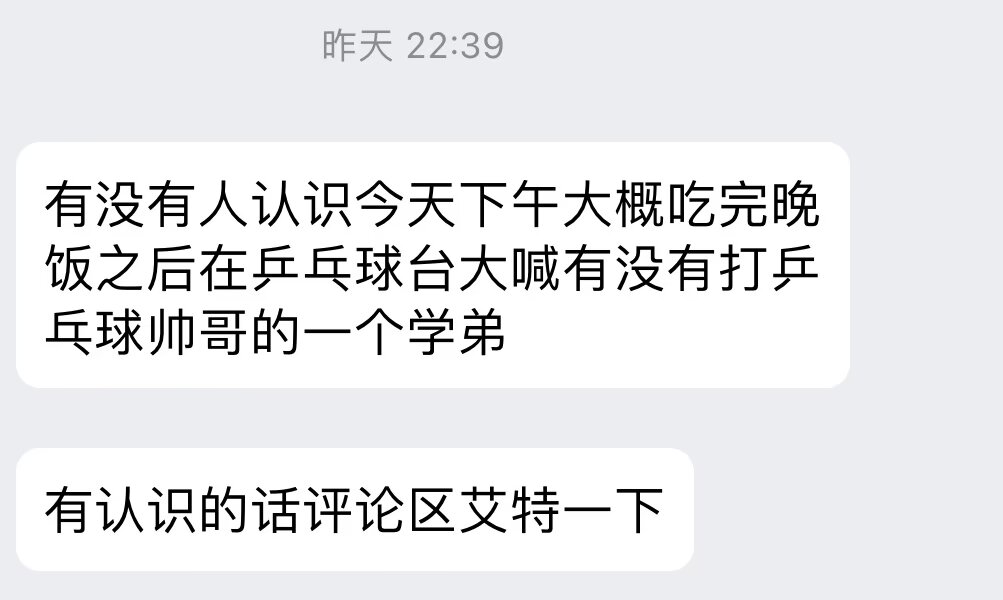 昨天 22:39
有没有人认识今天下午大概吃完晚
饭之后在乒乓球台大喊有没有打乒
乓球帅哥的一个学弟
有认识的话评论区艾特一下